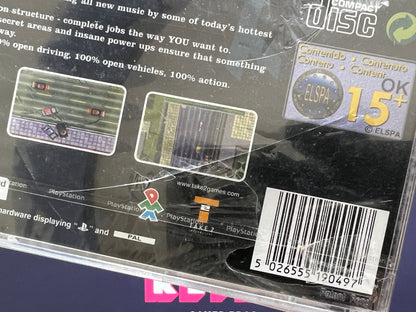 ing all new music by some of today's hottest
on structure - complete jobs the way YOU want to.
secret areas and insane power ups ensure that something
way.
% open driving, 100% open vehicles, 100% action.
COMPACT
disc
Contenido · Contenuto
Contenu · Content
ELSPA
OK
15+
© ELSPA
www.take2games.com
PlayStation
PlayStation
PlayStation
TAKE 2
hardware displaying " " and
PAL
5 026555 190497